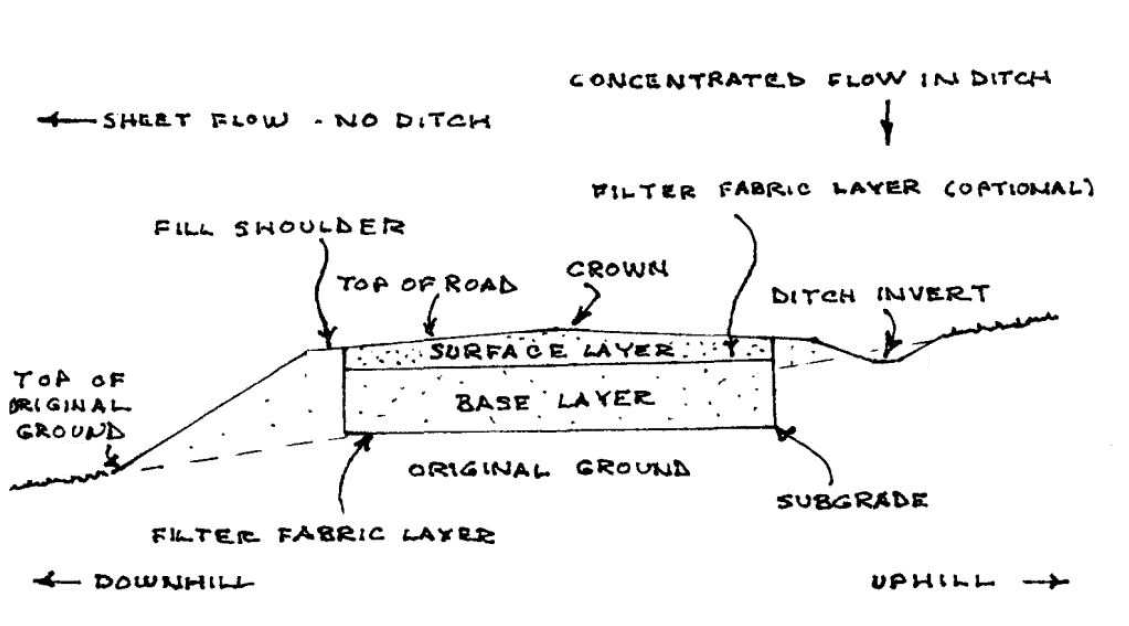 CONCENTRATED FLOW IN DITCH
SHEET FLOW - NO DITCH
FILTER FABRIC LAYER (OPTIONAL)
FILL SHOULDER
CROWN
TOP OF ROAD
DITCH INVERT
SURFACE LAYER
TOP OF
ORIGINAL
GROUND
BASE LAYER
ORIGINAL GROUND
SUBGRADE
FILTER FABRIC LAYER
DOWNHILL
UPHILL